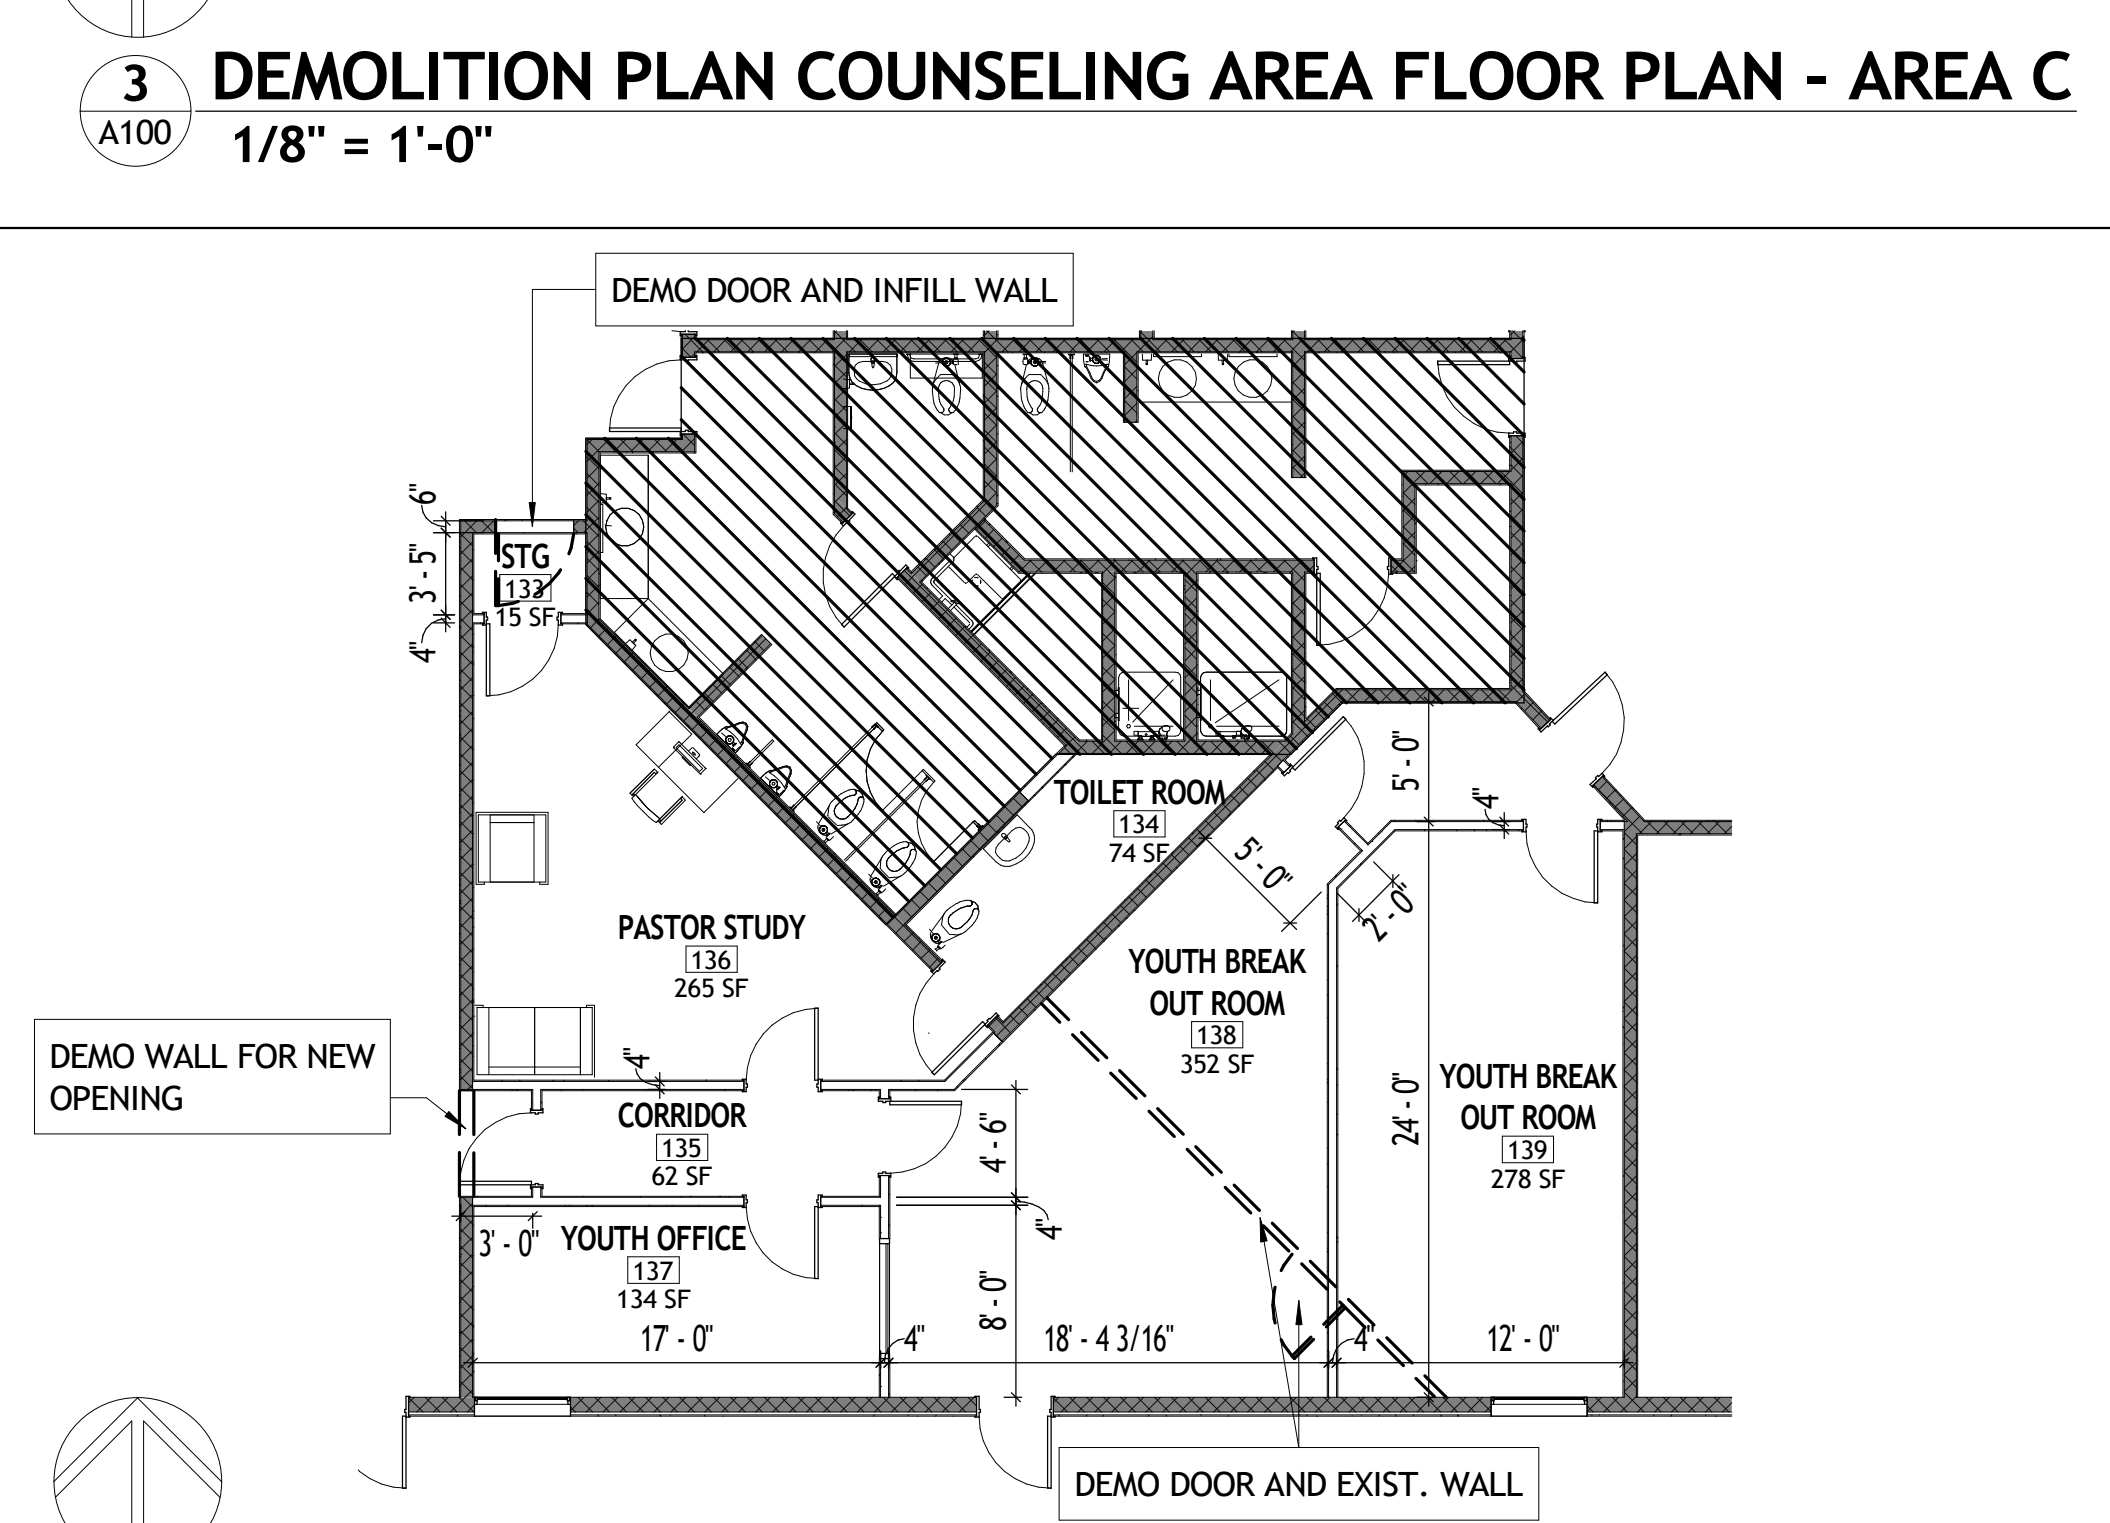 3
A100
DEMOLITION PLAN COUNSELING AREA FLOOR PLAN - AREA C
1/8" = 1'-0"
DEMO DOOR AND INFILL WALL
6"
3' - 5"
4"
STG
133
15 SF
TOILET ROOM
134
74 SF
5' - 0"
4"
5' - 0"
2' - 0"
PASTOR STUDY
136
265 SF
YOUTH BREAK
OUT ROOM
138
352 SF
DEMO WALL FOR NEW
OPENING
4"
CORRIDOR
135
62 SF
4' - 6"
24' - 0"
YOUTH BREAK
OUT ROOM
139
278 SF
3' - 0"
YOUTH OFFICE
137
134 SF
4"
8' - 0"
17' - 0"
4"
18' - 4 3/16"
4"
12' - 0"
DEMO DOOR AND EXIST. WALL